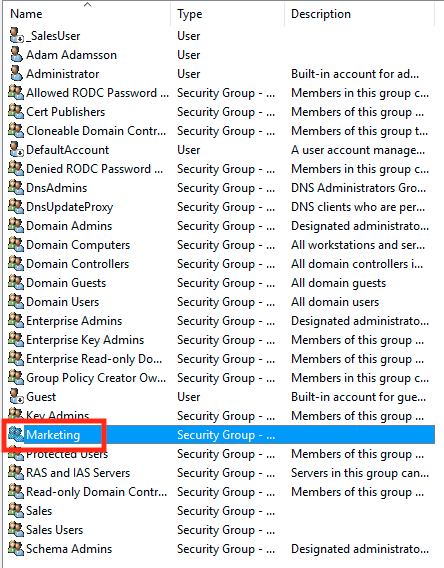 Name Type Description
_SalesUser User
Adam Adamsson User
Administrator User Built-in account for ad...
Allowed RODC Password ... Security Group - ... Members in this group c...
Cert Publishers Security Group - ... Members of this group ...
Cloneable Domain Contr... Security Group - ... Members of this group t...
DefaultAccount User A user account manage...
Denied RODC Password ... Security Group - ... Members in this group c...
DnsAdmins Security Group - ... DNS Administrators Gro...
DnsUpdateProxy Security Group - ... DNS clients who are per...
Domain Admins Security Group - ... Designated administrato...
Domain Computers Security Group - ... All workstations and ser...
Domain Controllers Security Group - ... All domain controllers i...
Domain Guests Security Group - ... All domain guests
Domain Users Security Group - ... All domain users
Enterprise Admins Security Group - ... Designated administrato...
Enterprise Key Admins Security Group - ... Members of this group ...
Enterprise Read-only Do... Security Group - ... Members of this group ...
Group Policy Creator Ow... Security Group - ... Members in this group c...
Guest User Built-in account for gue...
Key Admins Security Group - ... Members of this group ...
Marketing Security Group - ...
Protected Users Security Group - ... Members of this group ...
RAS and IAS Servers Security Group - ... Servers in this group can...
Read-only Domain Contr... Security Group - ... Members of this group ...
Sales Security Group - ...
Sales Users Security Group - ...
Schema Admins Security Group - ... Designated administrato...